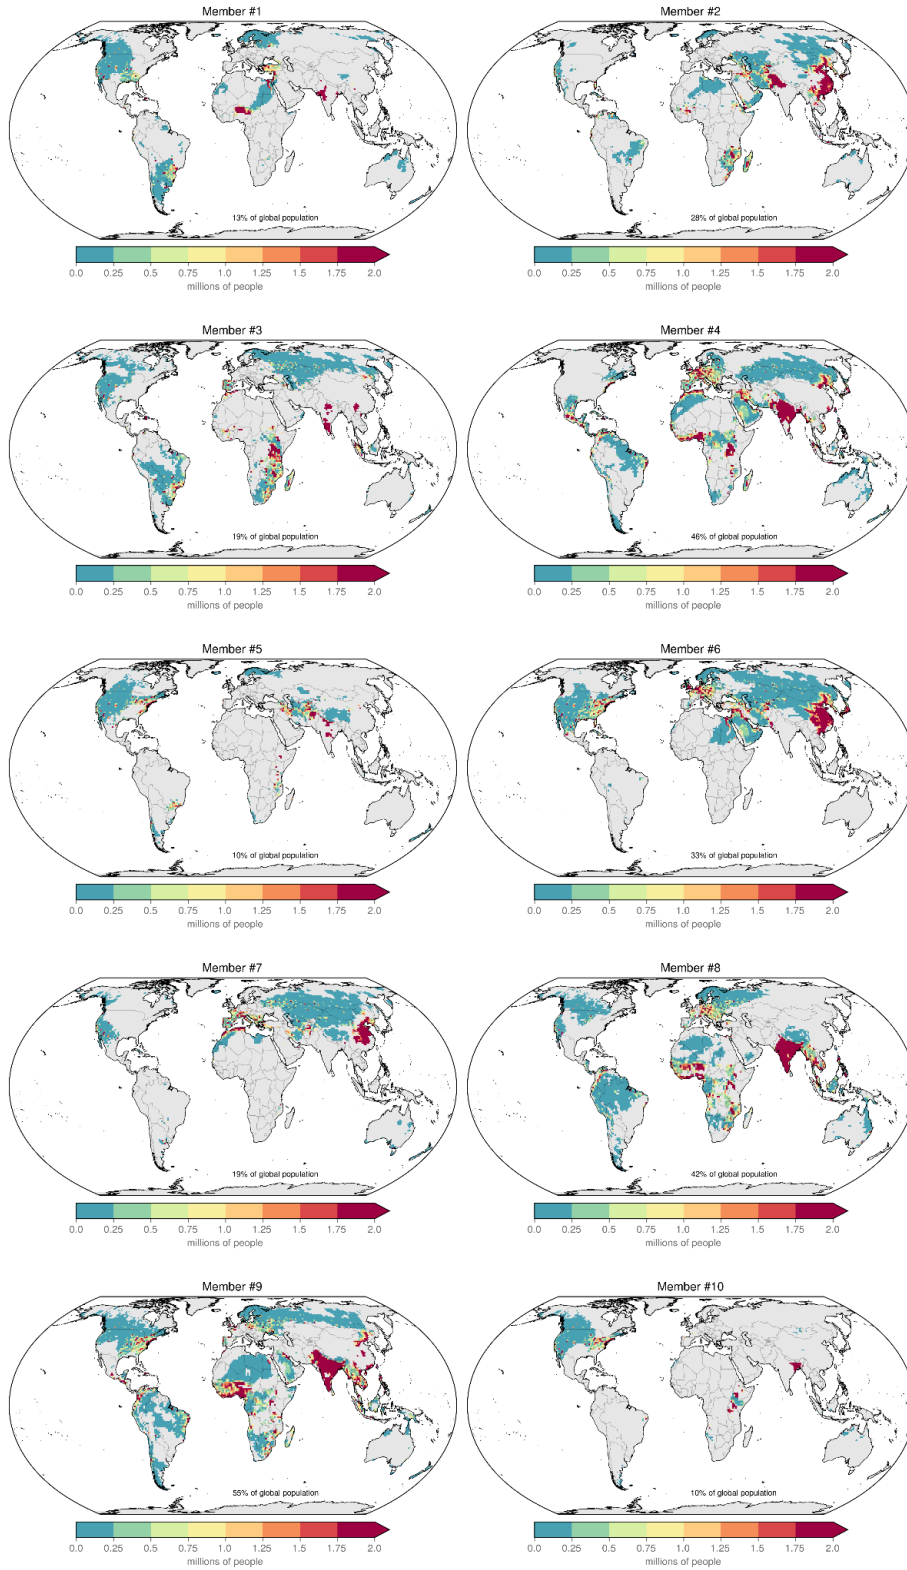 Member #1
Member #2
13% of global population
28% of global population
0.0 0.25 0.5 0.75 1.0 1.25 1.5 1.75 2.0
0.0 0.25 0.5 0.75 1.0 1.25 1.5 1.75 2.0
millions of people
millions of people
Member #3
Member #4
19% of global population
46% of global population
0.0 0.25 0.5 0.75 1.0 1.25 1.5 1.75 2.0
0.0 0.25 0.5 0.75 1.0 1.25 1.5 1.75 2.0
millions of people
millions of people
Member #5
Member #6
10% of global population
33% of global population
0.0 0.25 0.5 0.75 1.0 1.25 1.5 1.75 2.0
0.0 0.25 0.5 0.75 1.0 1.25 1.5 1.75 2.0
millions of people
millions of people
Member #7
Member #8
19% of global population
42% of global population
0.0 0.25 0.5 0.75 1.0 1.25 1.5 1.75 2.0
0.0 0.25 0.5 0.75 1.0 1.25 1.5 1.75 2.0
millions of people
millions of people
Member #9
Member #10
55% of global population
10% of global population
0.0 0.25 0.5 0.75 1.0 1.25 1.5 1.75 2.0
0.0 0.25 0.5 0.75 1.0 1.25 1.5 1.75 2.0
millions of people
millions of people